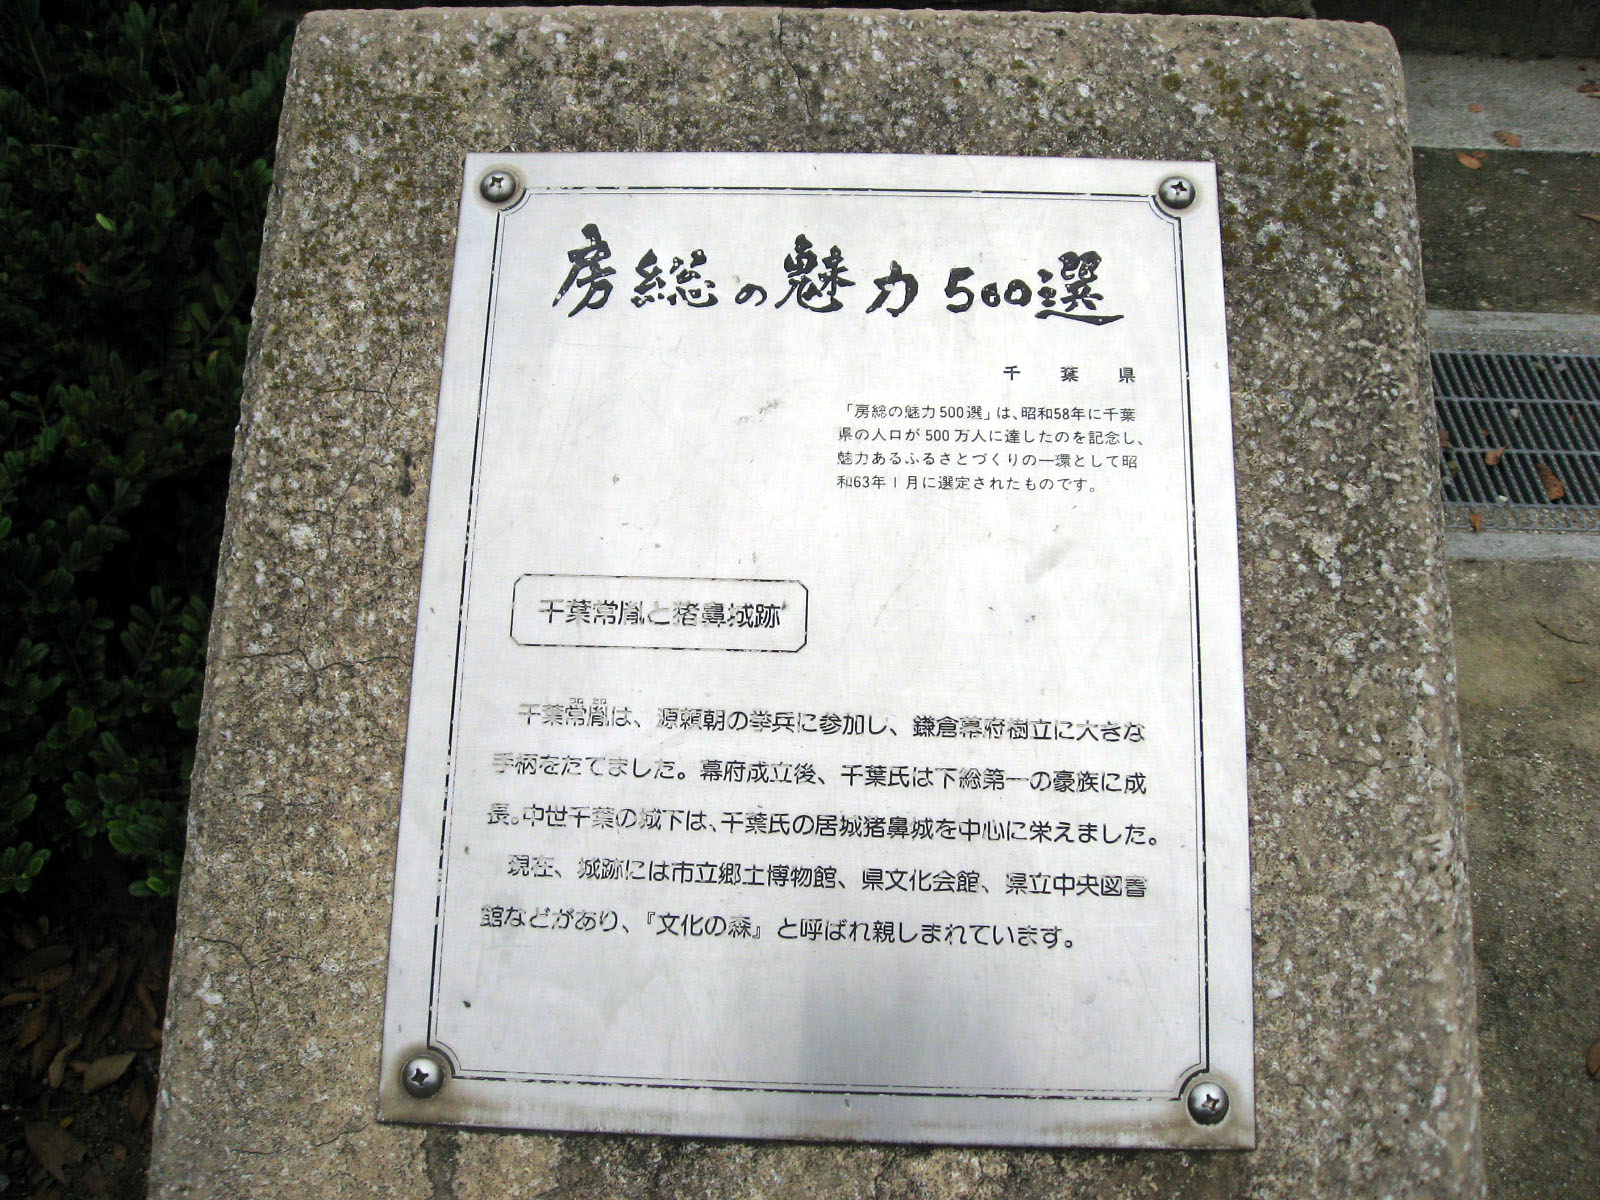 房総の魅力500選
千葉県
「房総の魅力500選」は、昭和58年に千葉
県の人口が500万人に達したのを記念し、
魅力あるふるさとづくりの一環として昭
和63年1月に選定されたものです。
千葉常胤と猪鼻城跡
千葉常胤は、源頼朝の挙兵に参加し、鎌倉幕府樹立に大きな
手柄をたてました。幕府成立後、千葉氏は下総第一の豪族に成
長。中世千葉の城下は、千葉氏の居城猪鼻城を中心に栄えました。
現在、城跡には市立郷土博物館、県文化会館、県立中央図書
館などがあり、『文化の森』と呼ばれ親しまれています。